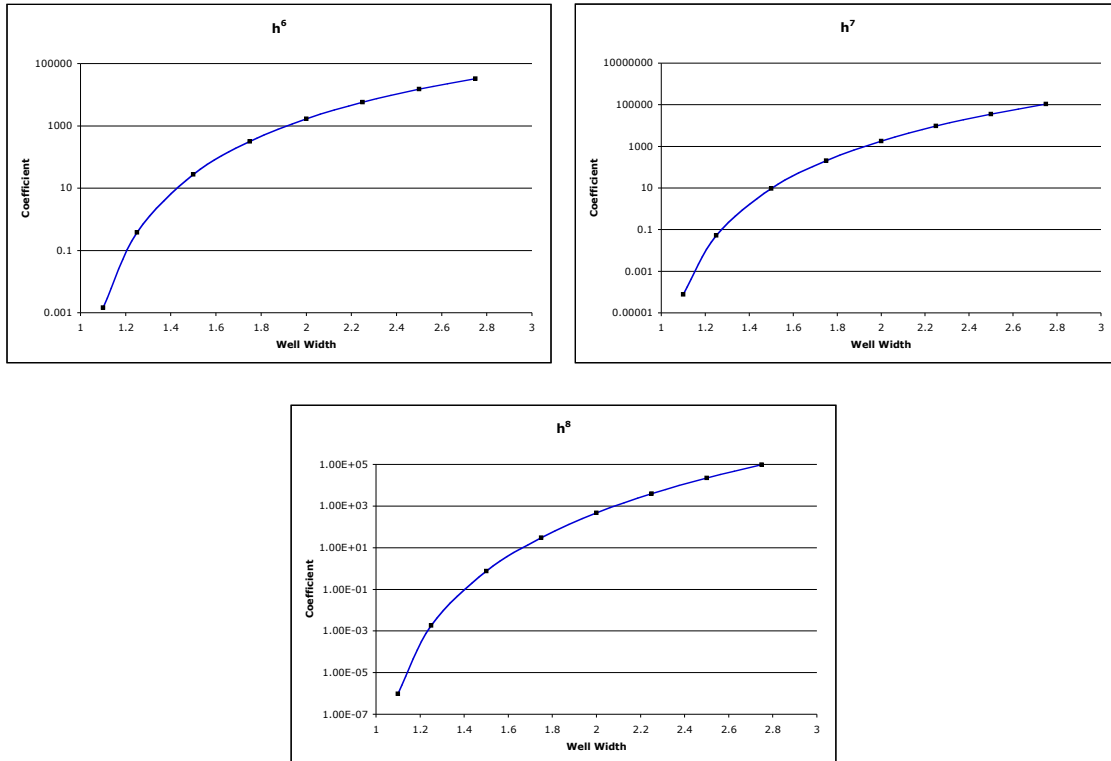 h⁶
100000
1000
10
0.1
0.001
Coefficient
1 1.2 1.4 1.6 1.8 2 2.2 2.4 2.6 2.8 3
Well Width
h⁷
10000000
100000
1000
10
0.1
0.001
0.00001
Coefficient
1 1.2 1.4 1.6 1.8 2 2.2 2.4 2.6 2.8 3
Well Width
h⁸
1.00E+05
1.00E+03
1.00E+01
1.00E-01
1.00E-03
1.00E-05
1.00E-07
Coefficient
1 1.2 1.4 1.6 1.8 2 2.2 2.4 2.6 2.8 3
Well Width